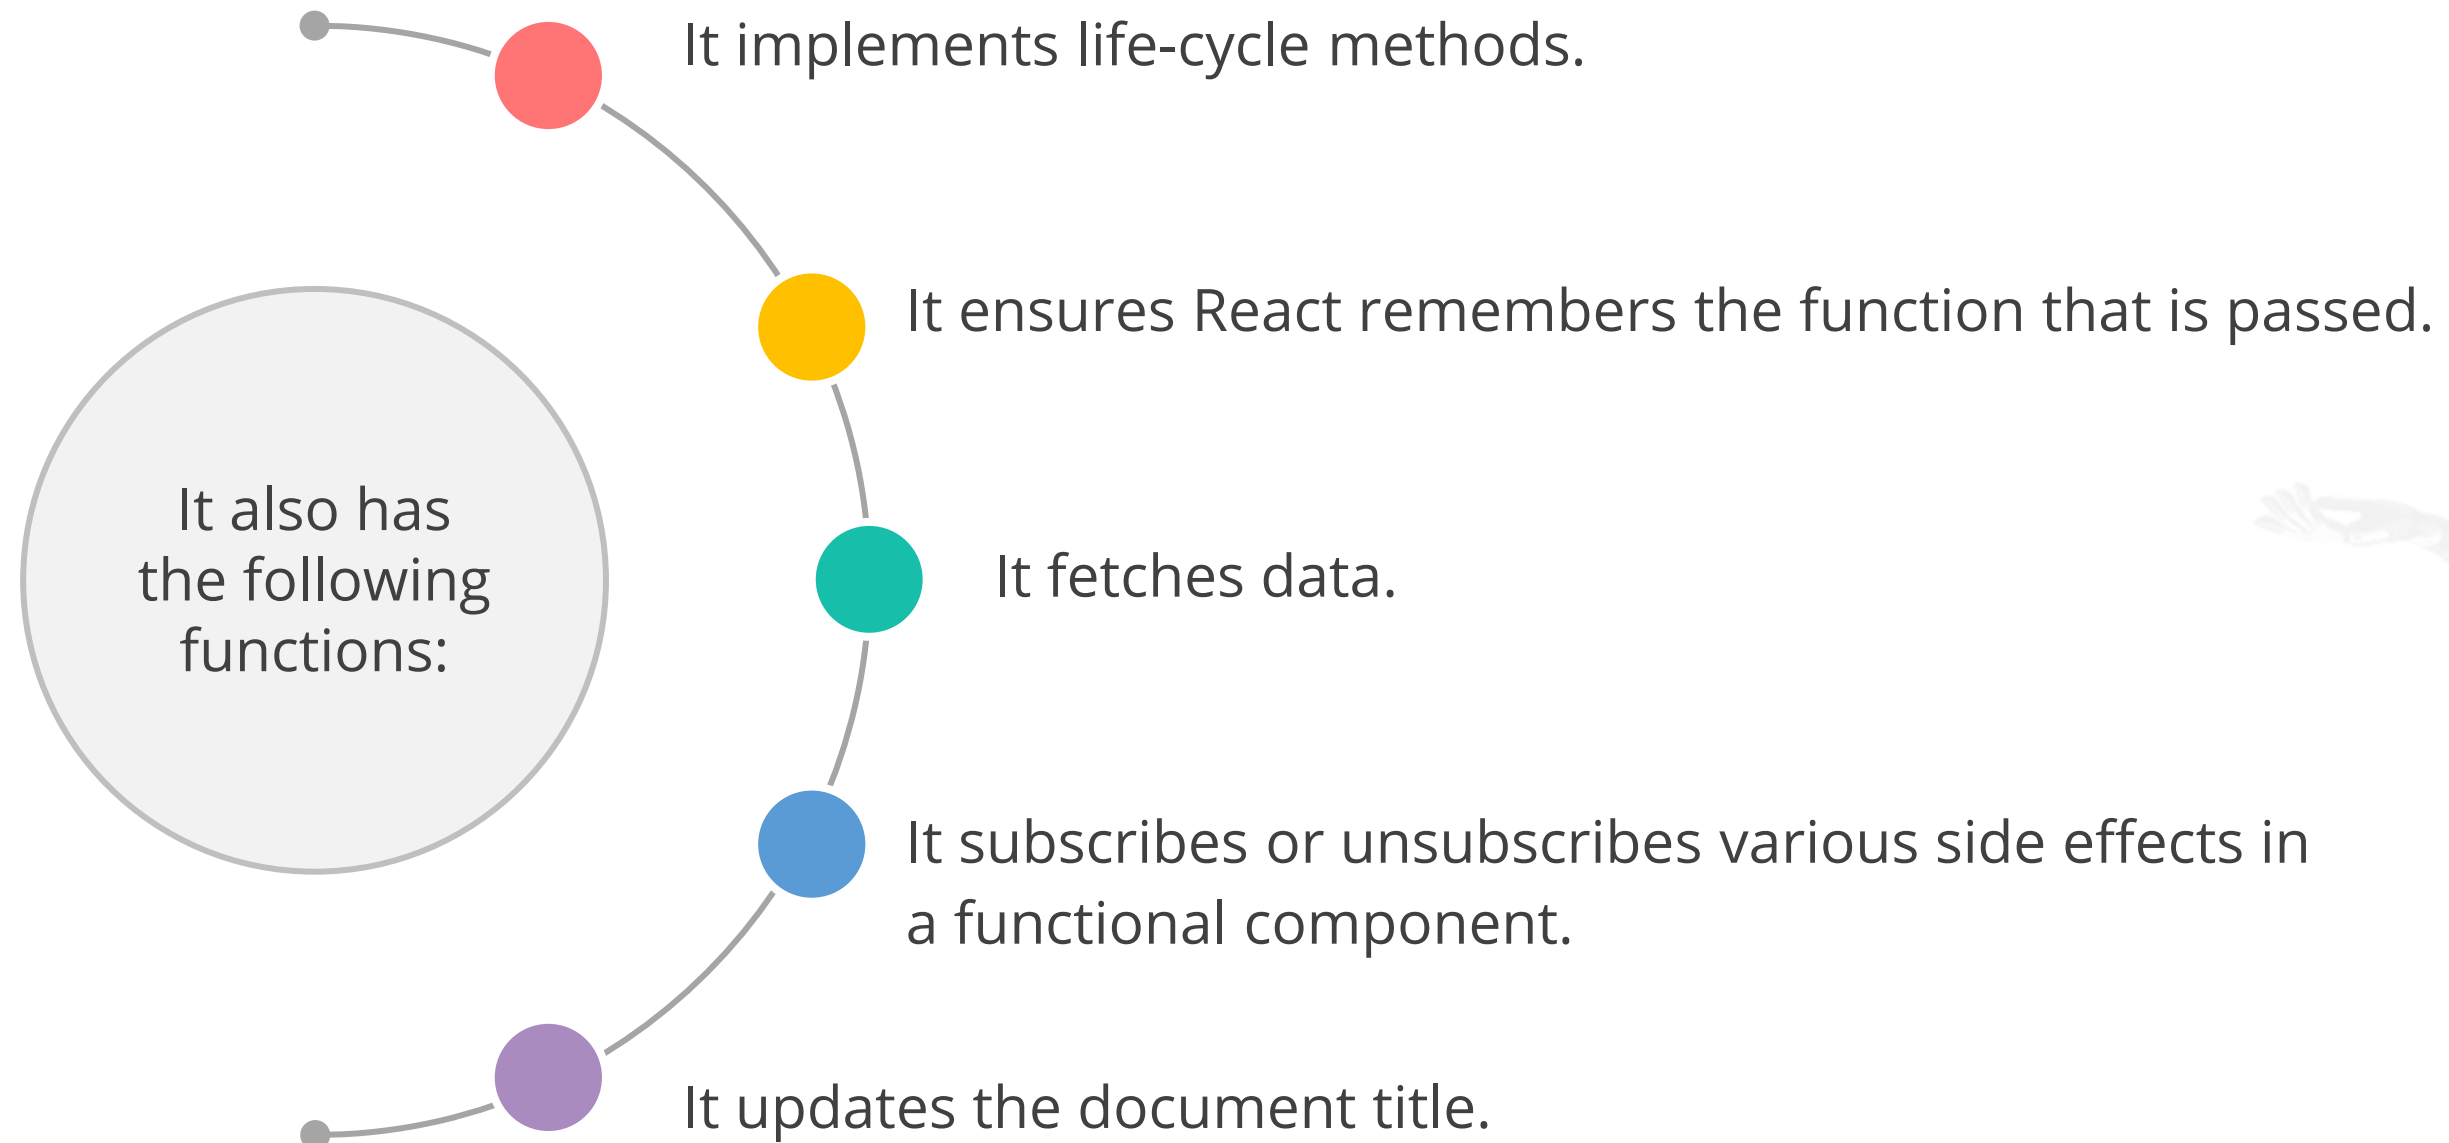 It implements life-cycle methods.
It ensures React remembers the function that is passed.
It also has
the following
functions:
It fetches data.
It subscribes or unsubscribes various side effects in
a functional component.
It updates the document title.